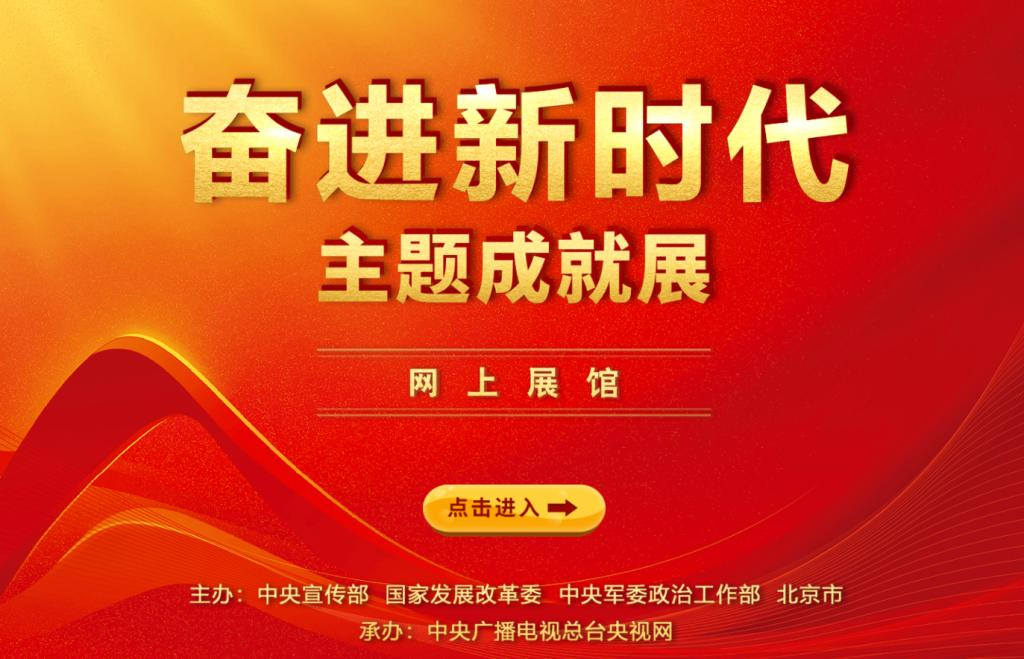 奋进新时代
主题成就展
网上展馆
点击进入
主办：中央宣传部 国家发展改革委 中央军委政治工作部 北京市
承办：中央广播电视总台央视网